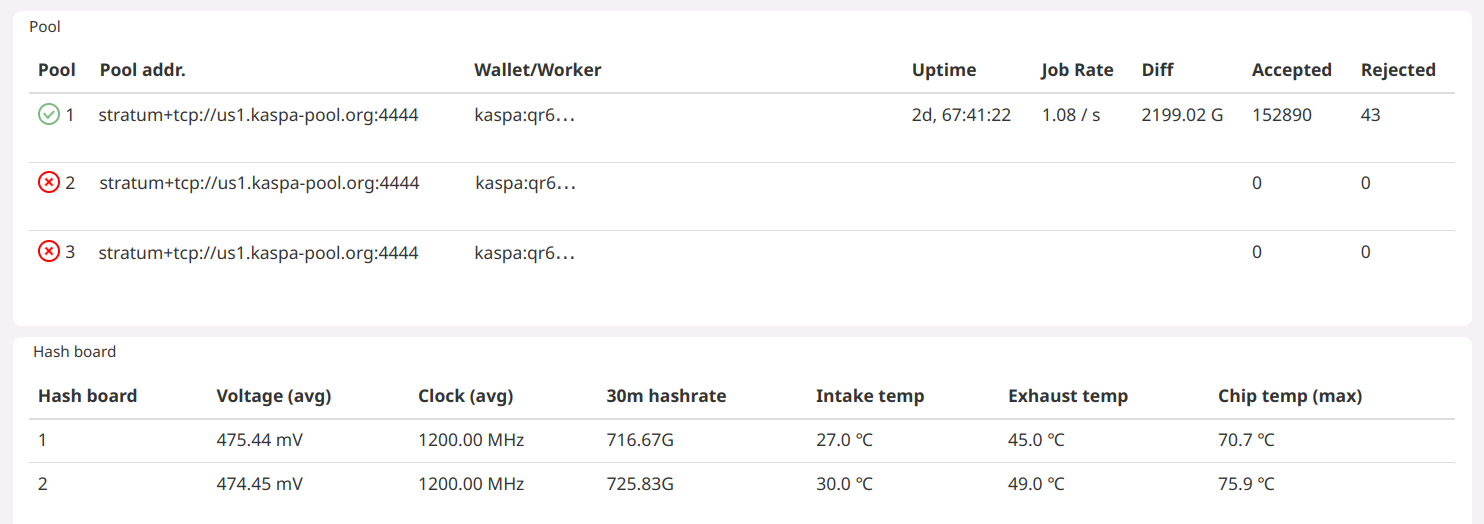 Pool
Pool Pool addr. Wallet/Worker Uptime Job Rate Diff Accepted Rejected
1 stratum+tcp://us1.kaspa-pool.org:4444 kaspa:qr6... 2d, 67:41:22 1.08 / s 2199.02 G 152890 43
2 stratum+tcp://us1.kaspa-pool.org:4444 kaspa:qr6... 0 0
3 stratum+tcp://us1.kaspa-pool.org:4444 kaspa:qr6... 0 0
Hash board
Hash board Voltage (avg) Clock (avg) 30m hashrate Intake temp Exhaust temp Chip temp (max)
1 475.44 mV 1200.00 MHz 716.67G 27.0 ℃ 45.0 ℃ 70.7 ℃
2 474.45 mV 1200.00 MHz 725.83G 30.0 ℃ 49.0 ℃ 75.9 ℃